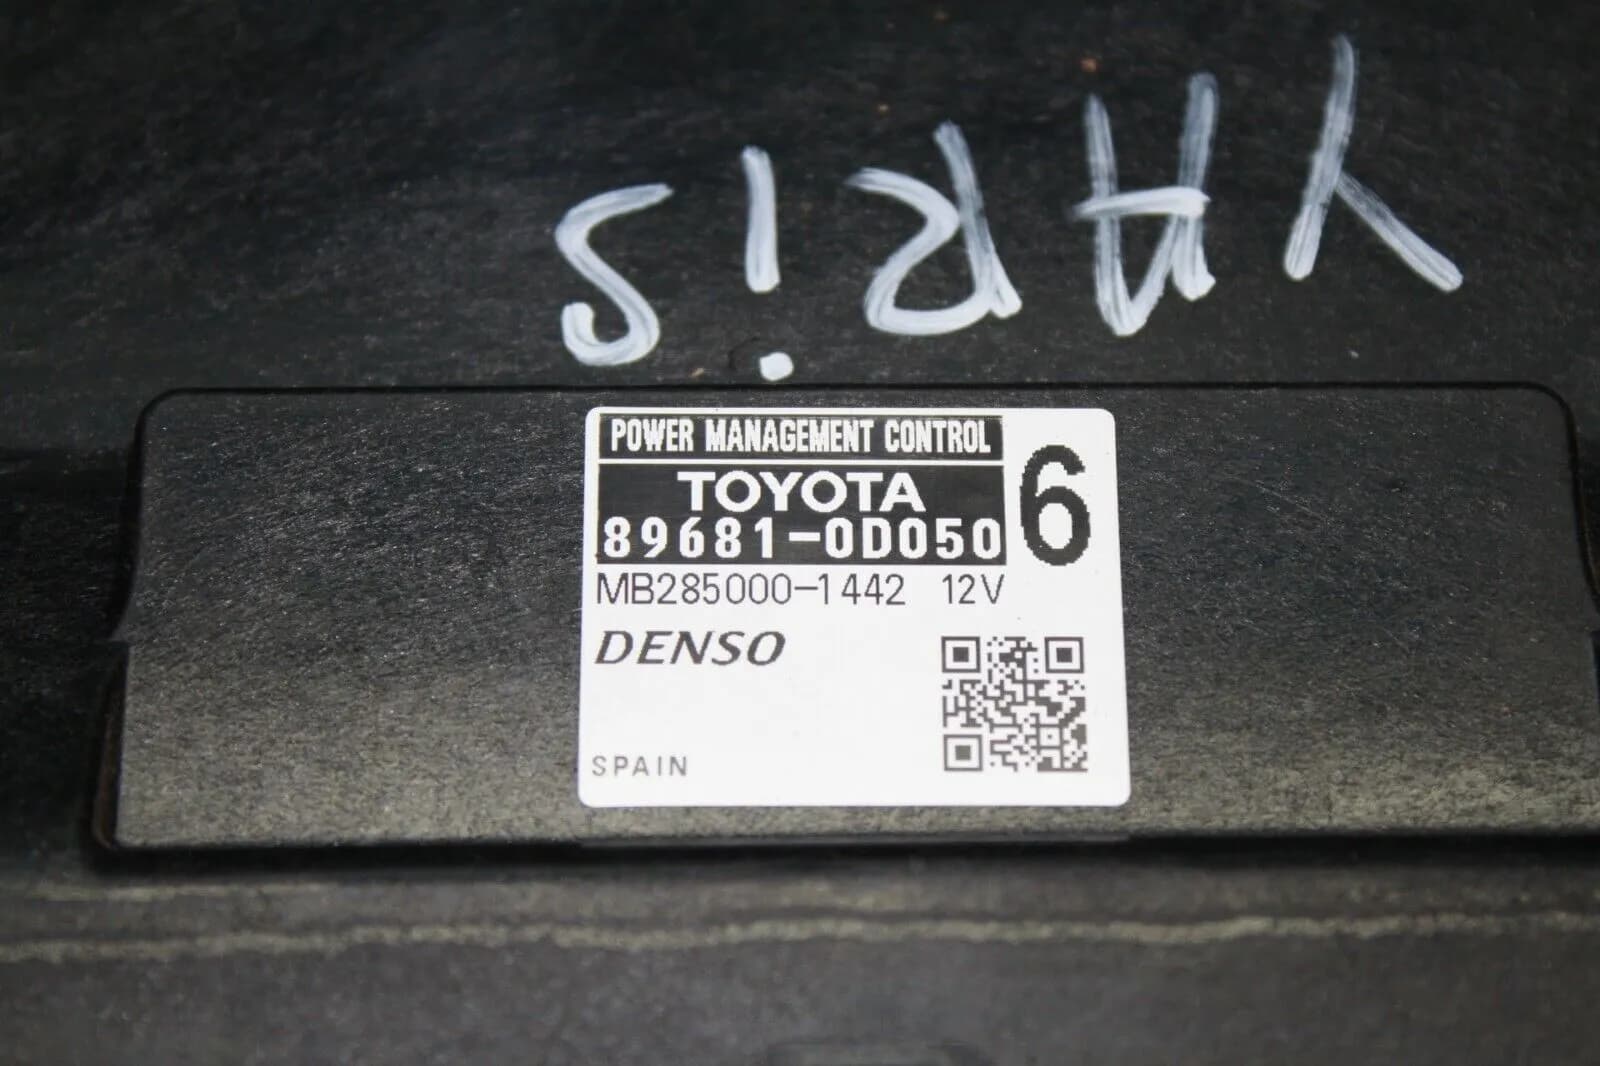 YARiS
POWER MANAGEMENT CONTROL
TOYOTA
89681-0D050
6
MB285000-1442 12V
DENSO
SPAIN